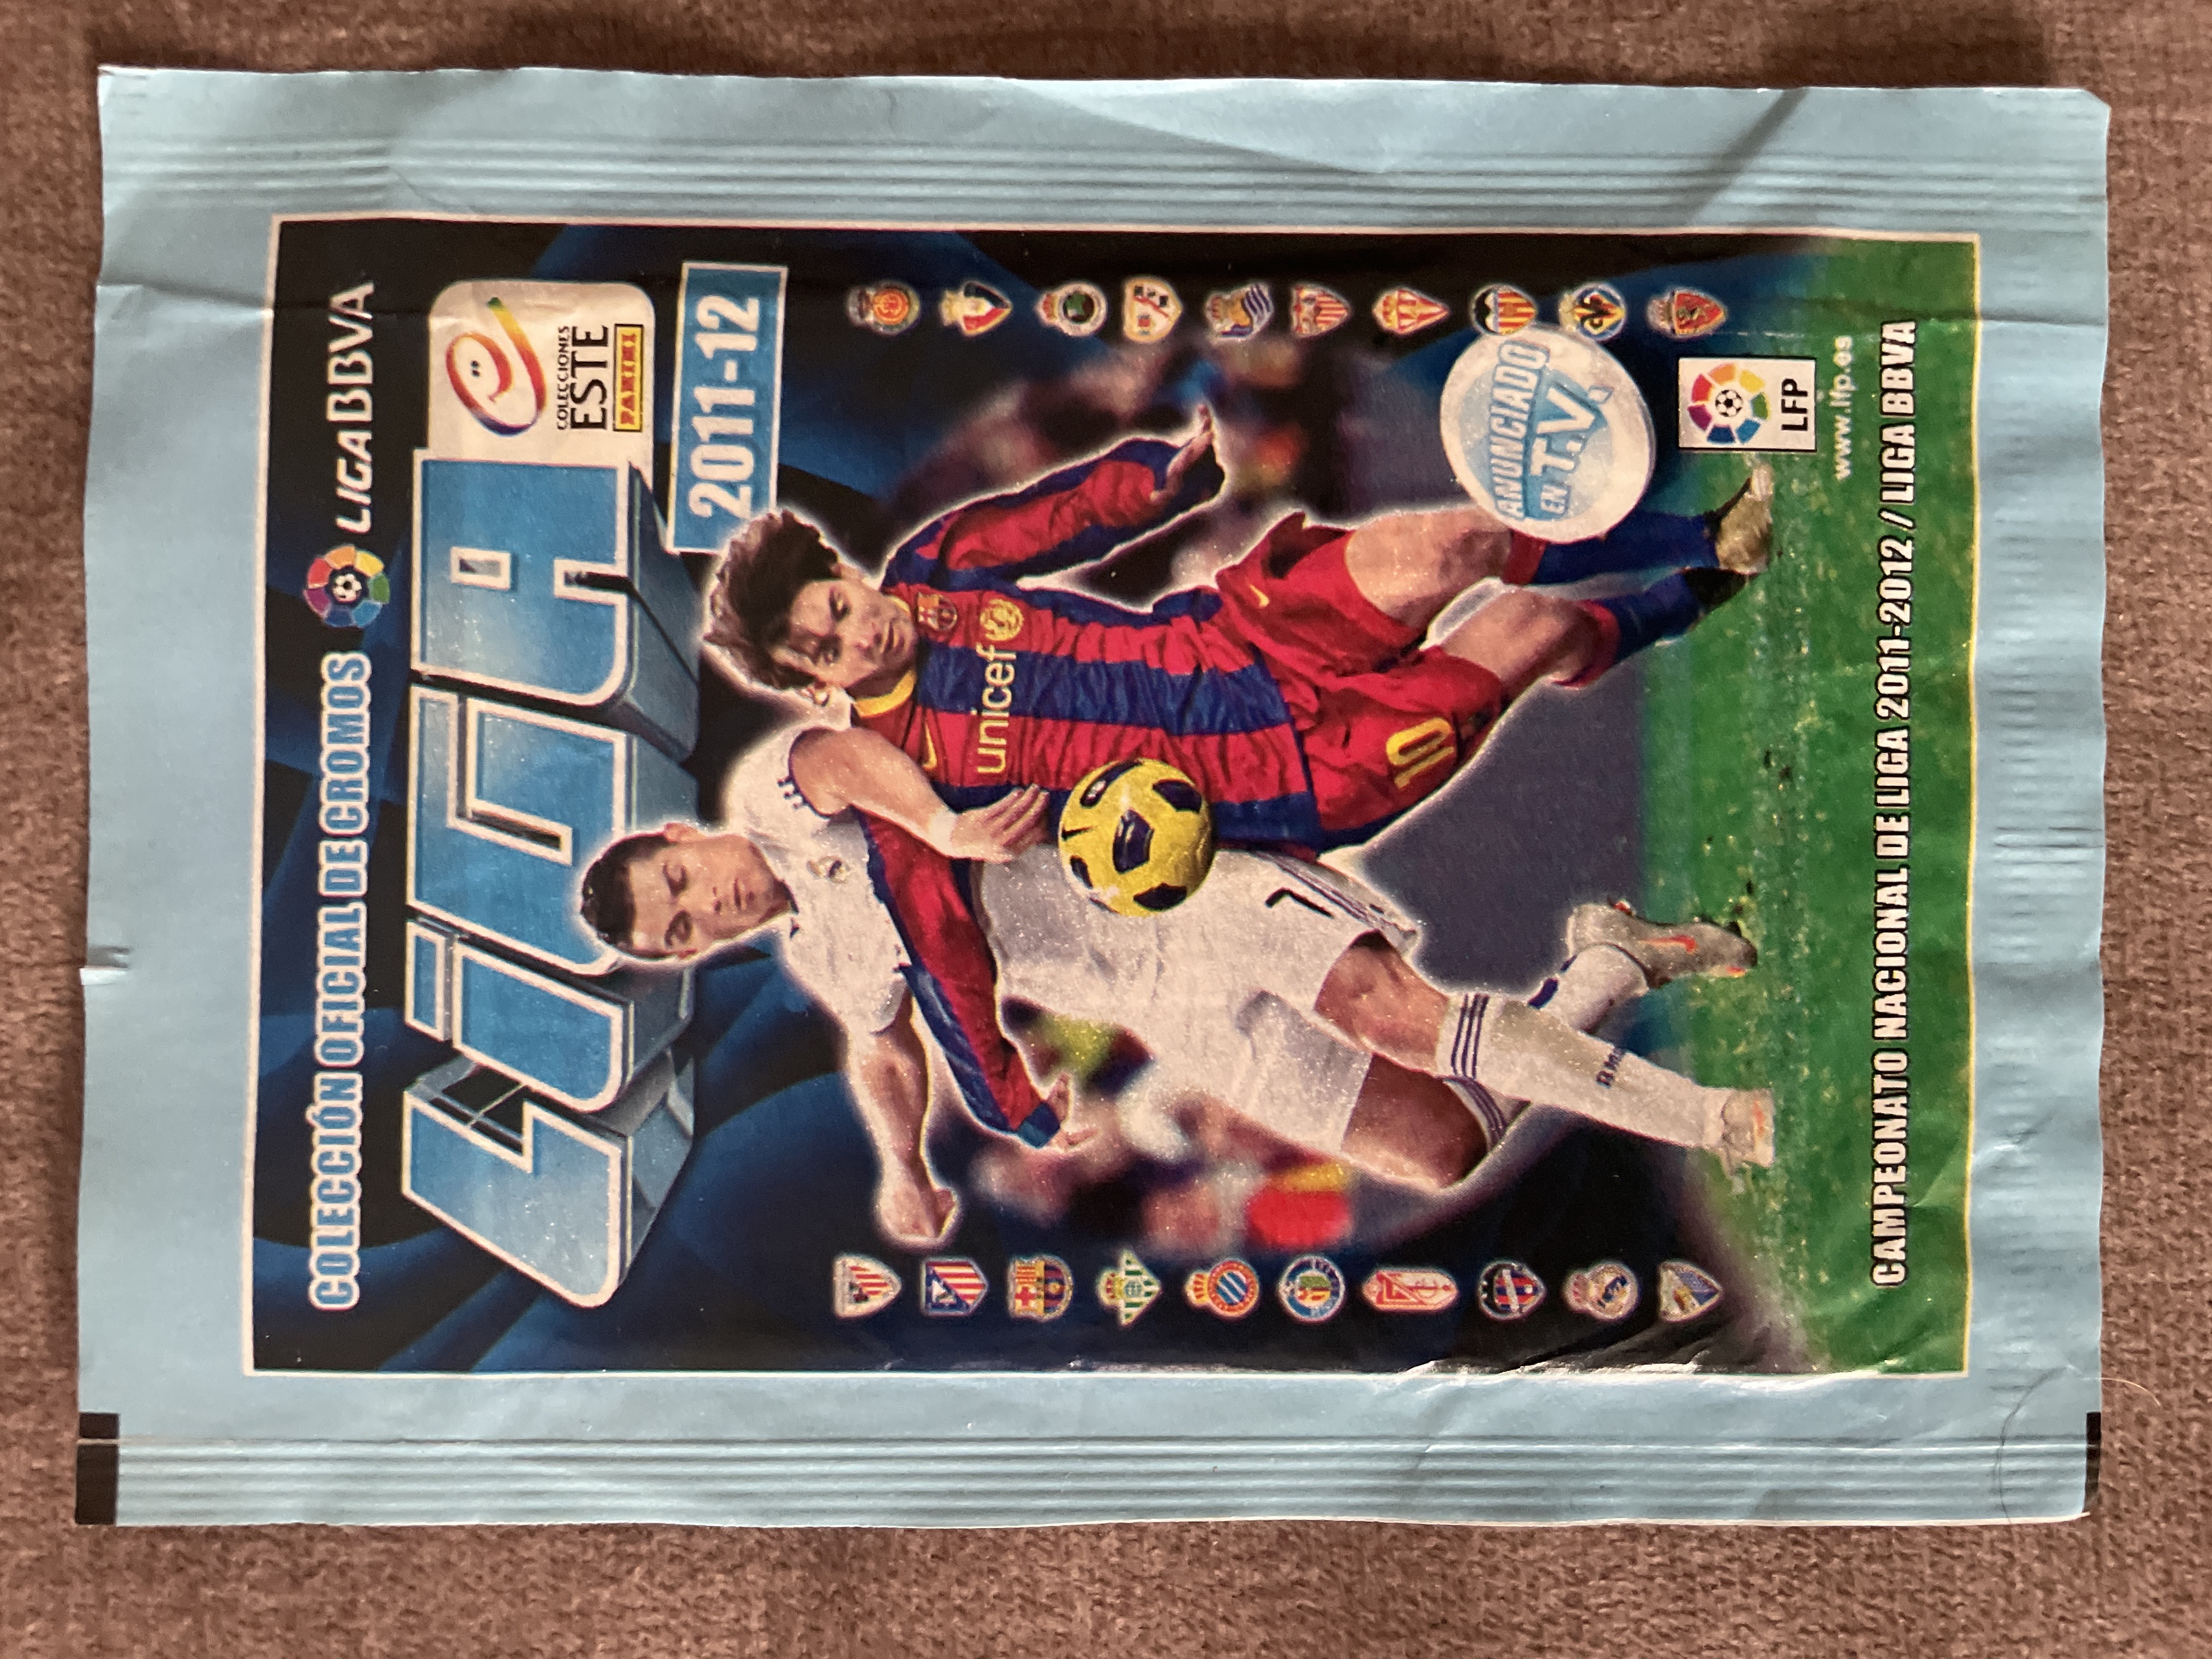 COLECCIÓN OFICIAL DE CROMOS
LIGA BBVA
LiGA
COLECCIONES
ESTE
PANINI
2011-12
unicef
7
10
ANUNCIADO
EN T.V.
LFP
www.lfp.es
CAMPEONATO NACIONAL DE LIGA 2011-2012 / LIGA BBVA